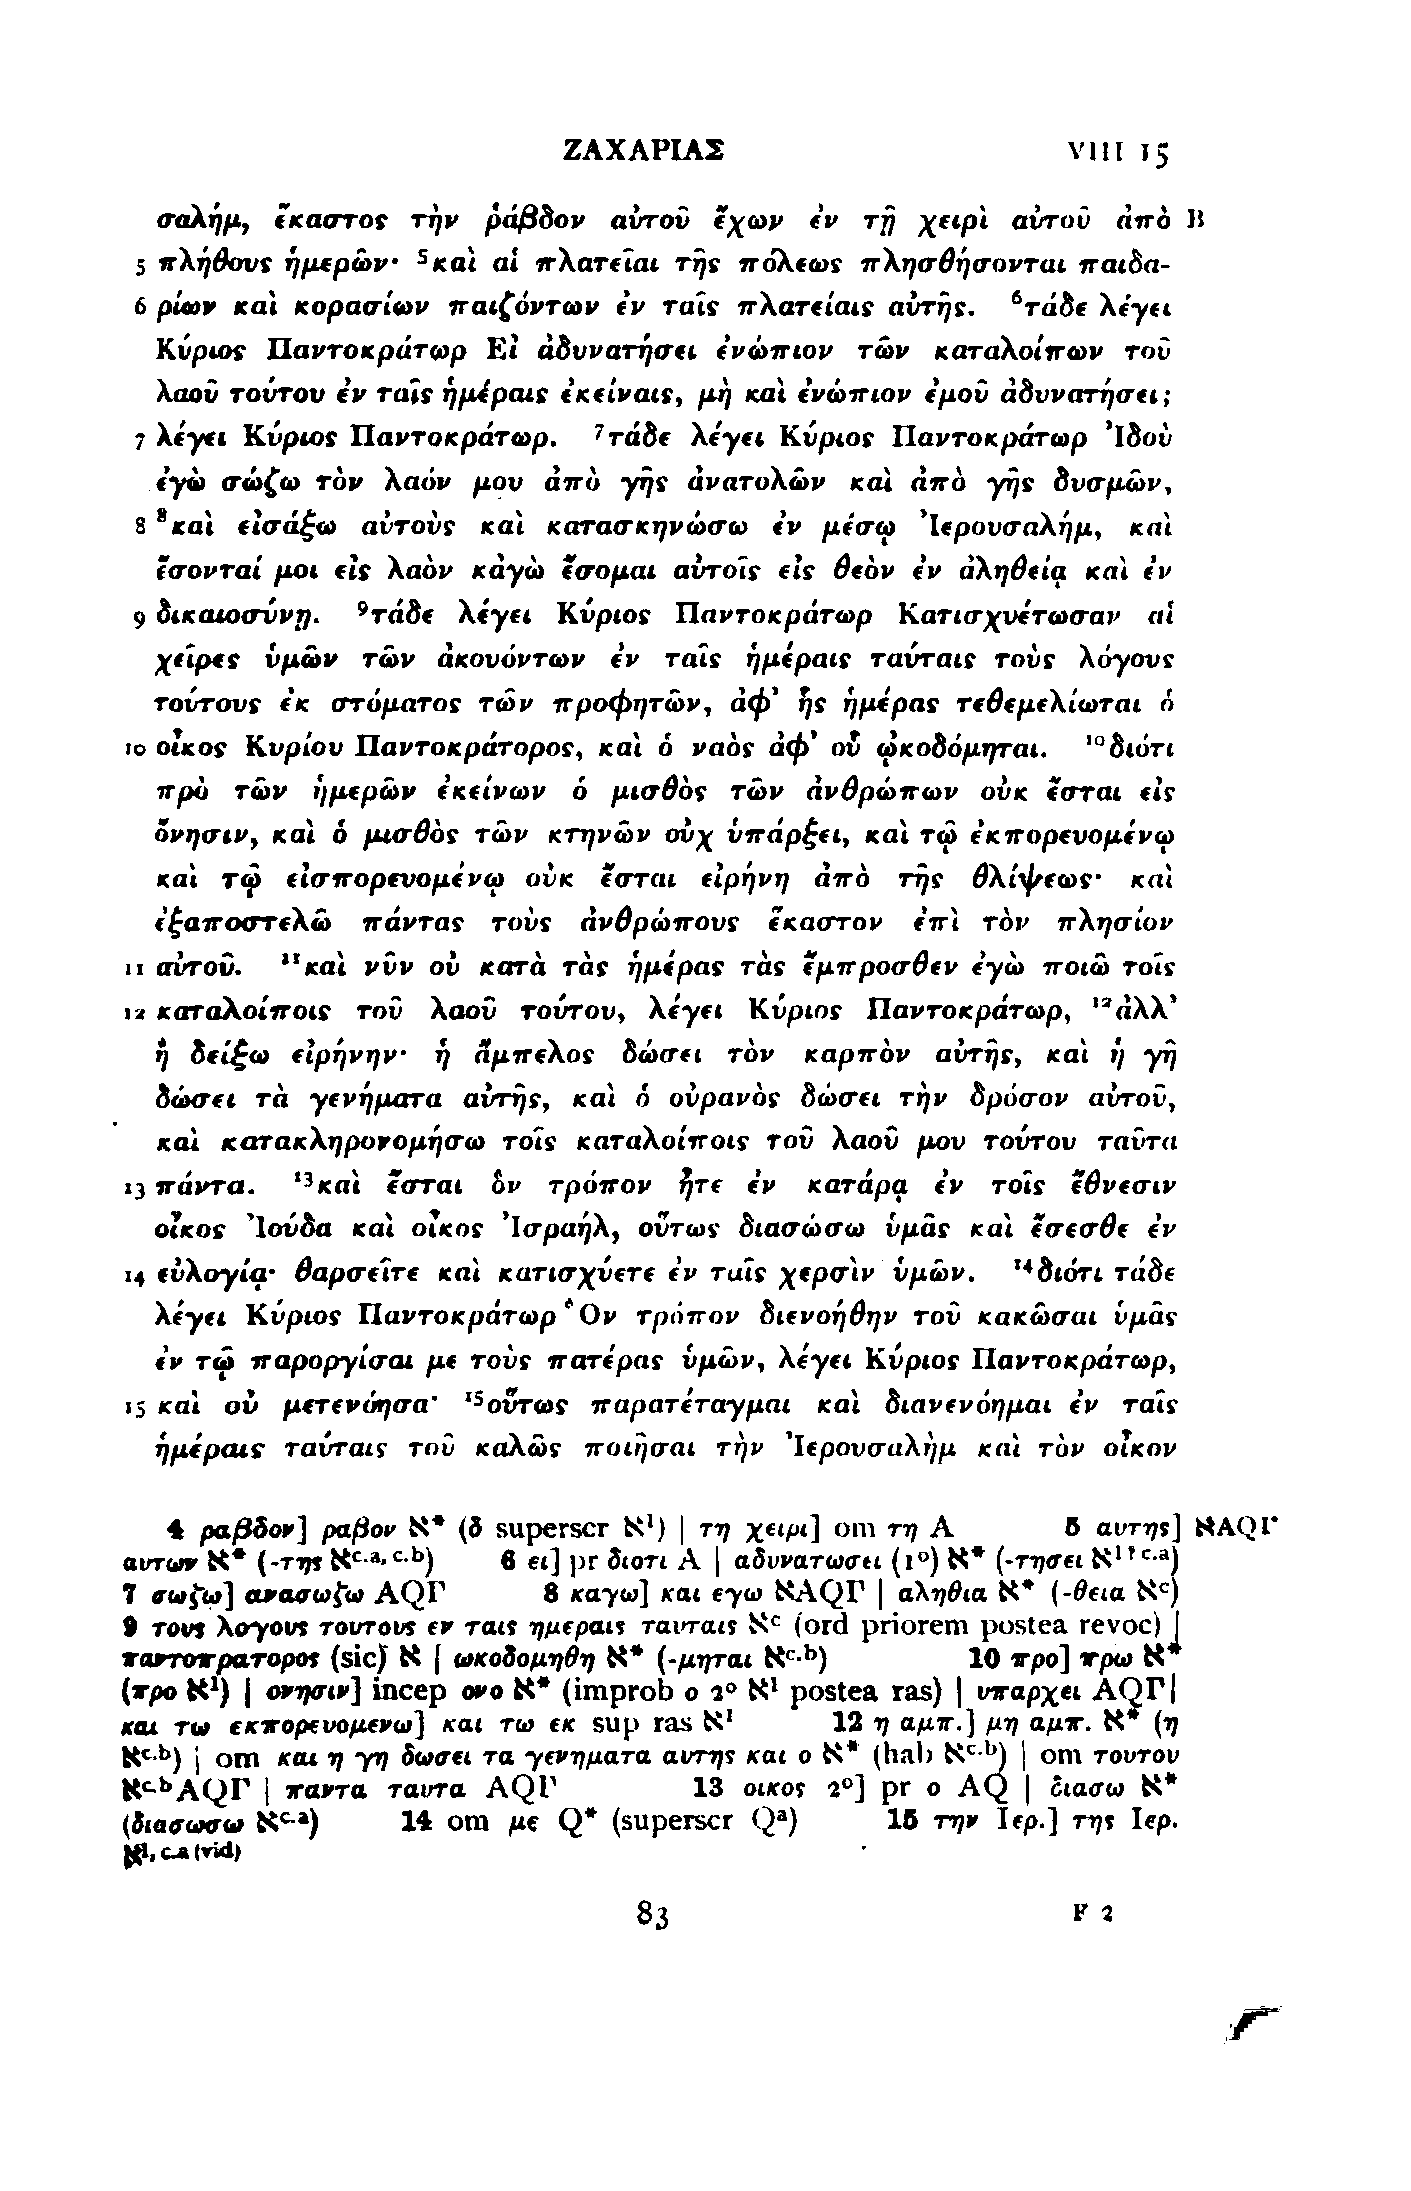 ΖΑΧΑΡΙΑΣ VIII 15
σαλήμ, ἕκαστος τὴν ῥάβδον αὐτοῦ ἔχων ἐν τῇ χειρὶ αὐτοῦ ἀπὸ B
5 πλήθους ἡμερῶν· ⁵καὶ αἱ πλατεῖαι τῆς πόλεως πλησθήσονται παιδα-
6 ρίων καὶ κορασίων παιζόντων ἐν ταῖς πλατείαις αὐτῆς. ⁶τάδε λέγει
Κύριος Παντοκράτωρ Εἰ ἀδυνατήσει ἐνώπιον τῶν καταλοίπων τοῦ
λαοῦ τούτου ἐν ταῖς ἡμέραις ἐκείναις, μὴ καὶ ἐνώπιον ἐμοῦ ἀδυνατήσει;
7 λέγει Κύριος Παντοκράτωρ. ⁷τάδε λέγει Κύριος Παντοκράτωρ Ἰδοὺ
ἐγὼ σώζω τὸν λαόν μου ἀπὸ γῆς ἀνατολῶν καὶ ἀπὸ γῆς δυσμῶν,
8 ⁸καὶ εἰσάξω αὐτοὺς καὶ κατασκηνώσω ἐν μέσῳ Ἰερουσαλήμ, καὶ
ἔσονταί μοι εἰς λαὸν κἀγὼ ἔσομαι αὐτοῖς εἰς θεὸν ἐν ἀληθείᾳ καὶ ἐν
9 δικαιοσύνῃ. ⁹τάδε λέγει Κύριος Παντοκράτωρ Κατισχυέτωσαν αἱ
χεῖρες ὑμῶν τῶν ἀκουόντων ἐν ταῖς ἡμέραις ταύταις τοὺς λόγους
τούτους ἐκ στόματος τῶν προφητῶν, ἀφ' ἧς ἡμέρας τεθεμελίωται ὁ
10 οἶκος Κυρίου Παντοκράτορος, καὶ ὁ ναὸς ἀφ' οὗ ᾠκοδόμηται. ¹⁰διότι
πρὸ τῶν ἡμερῶν ἐκείνων ὁ μισθὸς τῶν ἀνθρώπων οὐκ ἔσται εἰς
ὄνησιν, καὶ ὁ μισθὸς τῶν κτηνῶν οὐχ ὑπάρξει, καὶ τῷ ἐκπορευομένῳ
καὶ τῷ εἰσπορευομένῳ οὐκ ἔσται εἰρήνη ἀπὸ τῆς θλίψεως· καὶ
ἐξαποστελῶ πάντας τοὺς ἀνθρώπους ἕκαστον ἐπὶ τὸν πλησίον
11 αὐτοῦ. ¹¹καὶ νῦν οὐ κατὰ τὰς ἡμέρας τὰς ἔμπροσθεν ἐγὼ ποιῶ τοῖς
12 καταλοίποις τοῦ λαοῦ τούτου, λέγει Κύριος Παντοκράτωρ, ¹²ἀλλ'
ἢ δείξω εἰρήνην· ἡ ἄμπελος δώσει τὸν καρπὸν αὐτῆς, καὶ ἡ γῆ
δώσει τὰ γενήματα αὐτῆς, καὶ ὁ οὐρανὸς δώσει τὴν δρόσον αὐτοῦ,
καὶ κατακληρονομήσω τοῖς καταλοίποις τοῦ λαοῦ μου τούτου ταῦτα
13 πάντα. ¹³καὶ ἔσται ὃν τρόπον ἦτε ἐν κατάρᾳ ἐν τοῖς ἔθνεσιν
οἶκος Ἰούδα καὶ οἶκος Ἰσραήλ, οὕτως διασώσω ὑμᾶς καὶ ἔσεσθε ἐν
14 εὐλογίᾳ· θαρσεῖτε καὶ κατισχύετε ἐν ταῖς χερσὶν ὑμῶν. ¹⁴διότι τάδε
λέγει Κύριος Παντοκράτωρ Ὃν τρόπον διενοήθην τοῦ κακῶσαι ὑμᾶς
ἐν τῷ παροργίσαι με τοὺς πατέρας ὑμῶν, λέγει Κύριος Παντοκράτωρ,
15 καὶ οὐ μετενόησα· ¹⁵οὕτως παρατέταγμαι καὶ διανενόημαι ἐν ταῖς
ἡμέραις ταύταις τοῦ καλῶς ποιῆσαι τὴν Ἰερουσαλὴμ καὶ τὸν οἶκον
4 ραβδον] ραβον ℵ* (δ superscr ℵ¹) | τη χειρι] om τη A 5 αυτης] ℵAQΓ
αυτων ℵ* (-της ℵᶜ·ᵃ, ᶜ·ᵇ) 6 ει] pr διοτι A | αδυνατωσει (1°) ℵ* (-τησει ℵ¹ˀᶜ·ᵃ)
7 σωζω] ανασωζω AQΓ 8 καγω] και εγω ℵAQΓ | αληθια ℵ* (-θεια ℵᶜ)
9 τους λογους τουτους εν ταις ημεραις ταυταις ℵᶜ (ord priorem postea revoc) |
παντοπρατορος (sic) ℵ | ωκοδομηθη ℵ* (-μηται ℵᶜ·ᵇ) 10 προ] πρω ℵ*
(προ ℵ¹) | ονησιν] incep ονο ℵ* (improb ο 2° ℵ¹ postea ras) | υπαρχει AQΓ |
και τω εκπορευομενω] και τω εκ sup ras ℵ¹ 12 η αμπ.] μη αμπ. ℵ* (η
ℵᶜ·ᵇ) | om και η γη δωσει τα γενηματα αυτης και ο ℵ* (hab ℵᶜ·ᵇ) | om τουτου
ℵᶜ·ᵇAQΓ | παντα ταυτα AQΓ 13 οικος 2°] pr ο AQ | διασω ℵ*
(διασωσω ℵᶜ·ᵃ) 14 om με Q* (superscr Qᵃ) 15 την Ιερ.] της Ιερ.
ℵ¹, ᶜ·ᵃ ⁽ᵛⁱᵈ⁾
83 F 2